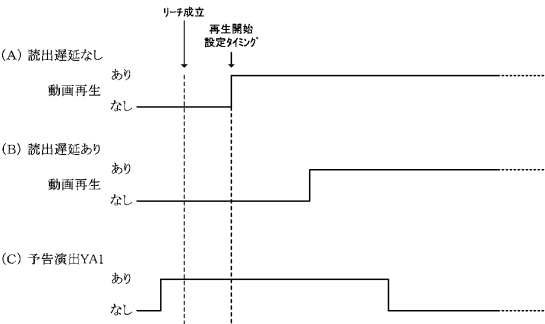 リーチ成立
再生開始
設定タイミング
(A) 読出遅延なし
あり
動画再生
なし
(B) 読出遅延あり
あり
動画再生
なし
(C) 予告演出YA1
あり
なし